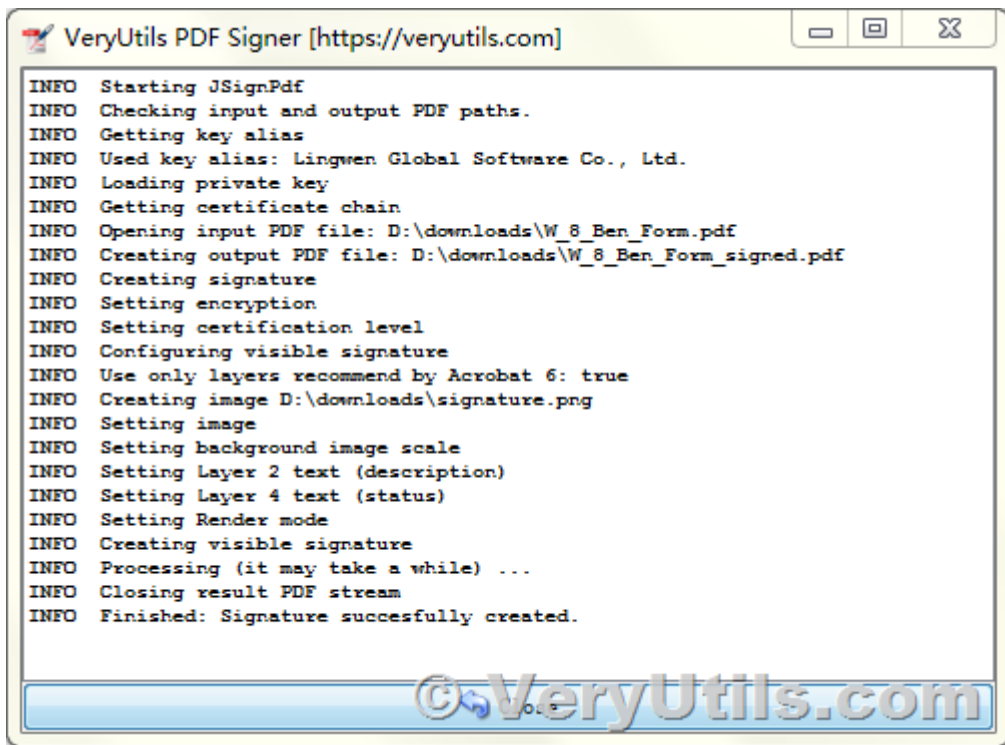 VeryUtils PDF Signer [https://veryutils.com]
INFO Starting JSignPdf
INFO Checking input and output PDF paths.
INFO Getting key alias
INFO Used key alias: Lingwen Global Software Co., Ltd.
INFO Loading private key
INFO Getting certificate chain
INFO Opening input PDF file: D:\downloads\W_8_Ben_Form.pdf
INFO Creating output PDF file: D:\downloads\W_8_Ben_Form_signed.pdf
INFO Creating signature
INFO Setting encryption
INFO Setting certification level
INFO Configuring visible signature
INFO Use only layers recommend by Acrobat 6: true
INFO Creating image D:\downloads\signature.png
INFO Setting image
INFO Setting background image scale
INFO Setting Layer 2 text (description)
INFO Setting Layer 4 text (status)
INFO Setting Render mode
INFO Creating visible signature
INFO Processing (it may take a while) ...
INFO Closing result PDF stream
INFO Finished: Signature succesfully created.
Close
© VeryUtils.com